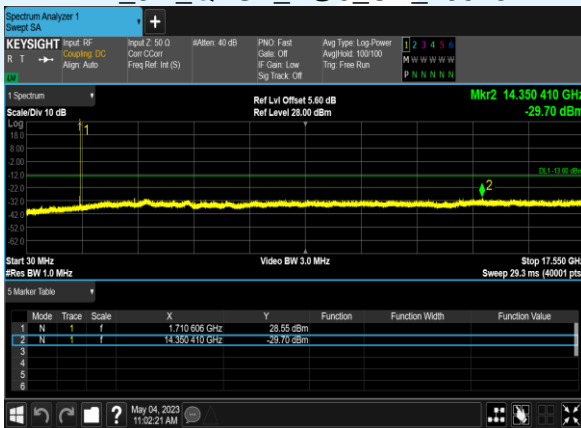 Spectrum Analyzer 1
Swept SA
+
KEYSIGHT
R T
Input: RF
Coupling: DC
Align: Auto
Input Z: 50 Ω
Corr CCorr
Freq Ref: Int (S)
#Atten: 40 dB
PNO: Fast
Gate: Off
IF Gain: Low
Sig Track: Off
Avg Type: Log-Power
Avg|Hold: 100/100
Trig: Free Run
1 2 3 4 5 6
M W W W W W
P N N N N N
1 Spectrum
Scale/Div 10 dB
Ref Lvl Offset 5.60 dB
Ref Level 28.00 dBm
Mkr2 14.350 410 GHz
-29.70 dBm
Log
18.0
8.00
-2.00
-12.0
-22.0
-32.0
-42.0
-52.0
-62.0
1
2
DL1 -13.00 dBm
Start 30 MHz
#Res BW 1.0 MHz
Video BW 3.0 MHz
Stop 17.550 GHz
Sweep 29.3 ms (40001 pts
5 Marker Table
Mode Trace Scale X Y Function Function Width Function Value
1 N 1 f 1.710 606 GHz 28.55 dBm
2 N 1 f 14.350 410 GHz -29.70 dBm
3
4
5
6
?
May 04, 2023
11:02:21 AM